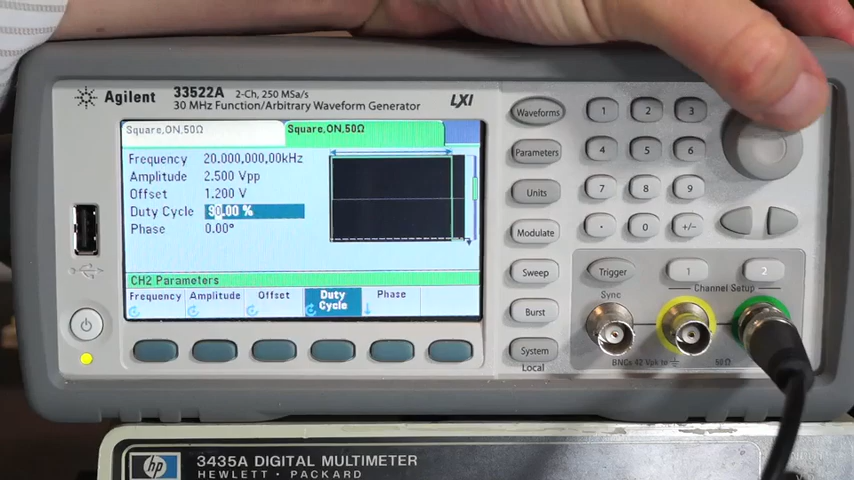 Agilent 33522A 2-Ch, 250 MSa/s
30 MHz Function/Arbitrary Waveform Generator
LXI
Square,ON,50Ω Square,ON,50Ω
Frequency 20.000,000,00kHz
Amplitude 2.500 Vpp
Offset 1.200 V
Duty Cycle 90.00 %
Phase 0.00°
CH2 Parameters
Frequency Amplitude Offset Duty Cycle Phase
Waveforms
Parameters
Units
Modulate
Sweep
Burst
System
Local
1 2 3
4 5 6
7 8 9
. 0 +/-
Trigger 1 2
Channel Setup
Sync
BNCs 42 Vpk to 50 Ω
hp 3435A DIGITAL MULTIMETER
HEWLETT • PACKARD